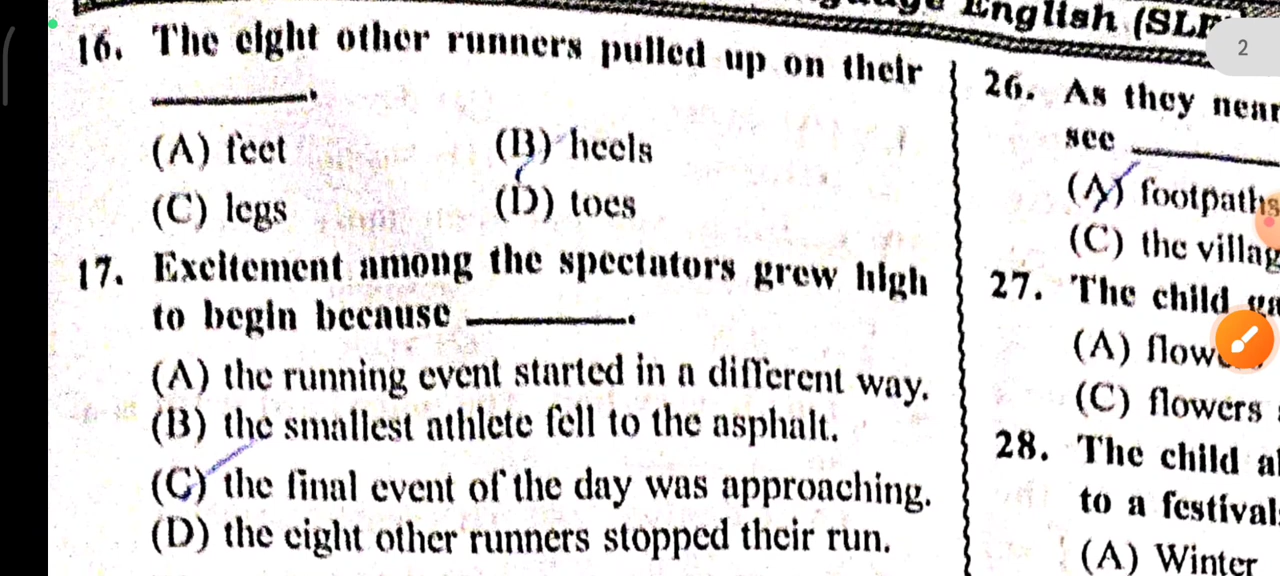 English (SL
2
16. The eight other runners pulled up on their
________.
(A) feet (B) heels
(C) legs (D) toes
17. Excitement among the spectators grew high
to begin because ________.
(A) the running event started in a different way.
(B) the smallest athlete fell to the asphalt.
(C) the final event of the day was approaching.
(D) the eight other runners stopped their run.
26. As they near
see ________
(A) footpaths
(C) the villag
27. The child
(A) flow
(C) flowers
28. The child al
to a festival
(A) Winter